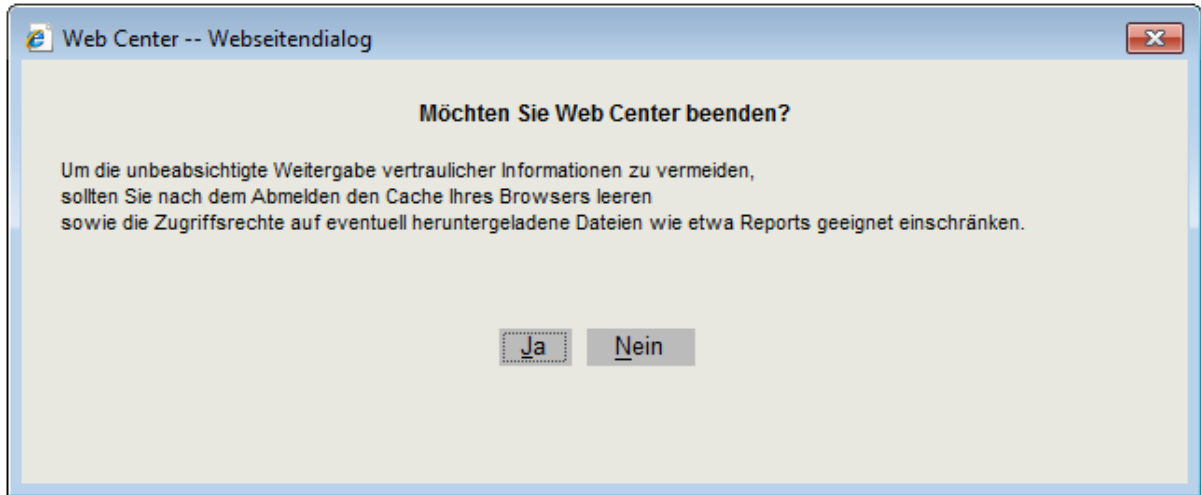 Web Center -- Webseitendialog
Möchten Sie Web Center beenden?
Um die unbeabsichtigte Weitergabe vertraulicher Informationen zu vermeiden,
sollten Sie nach dem Abmelden den Cache Ihres Browsers leeren
sowie die Zugriffsrechte auf eventuell heruntergeladene Dateien wie etwa Reports geeignet einschränken.
Ja Nein